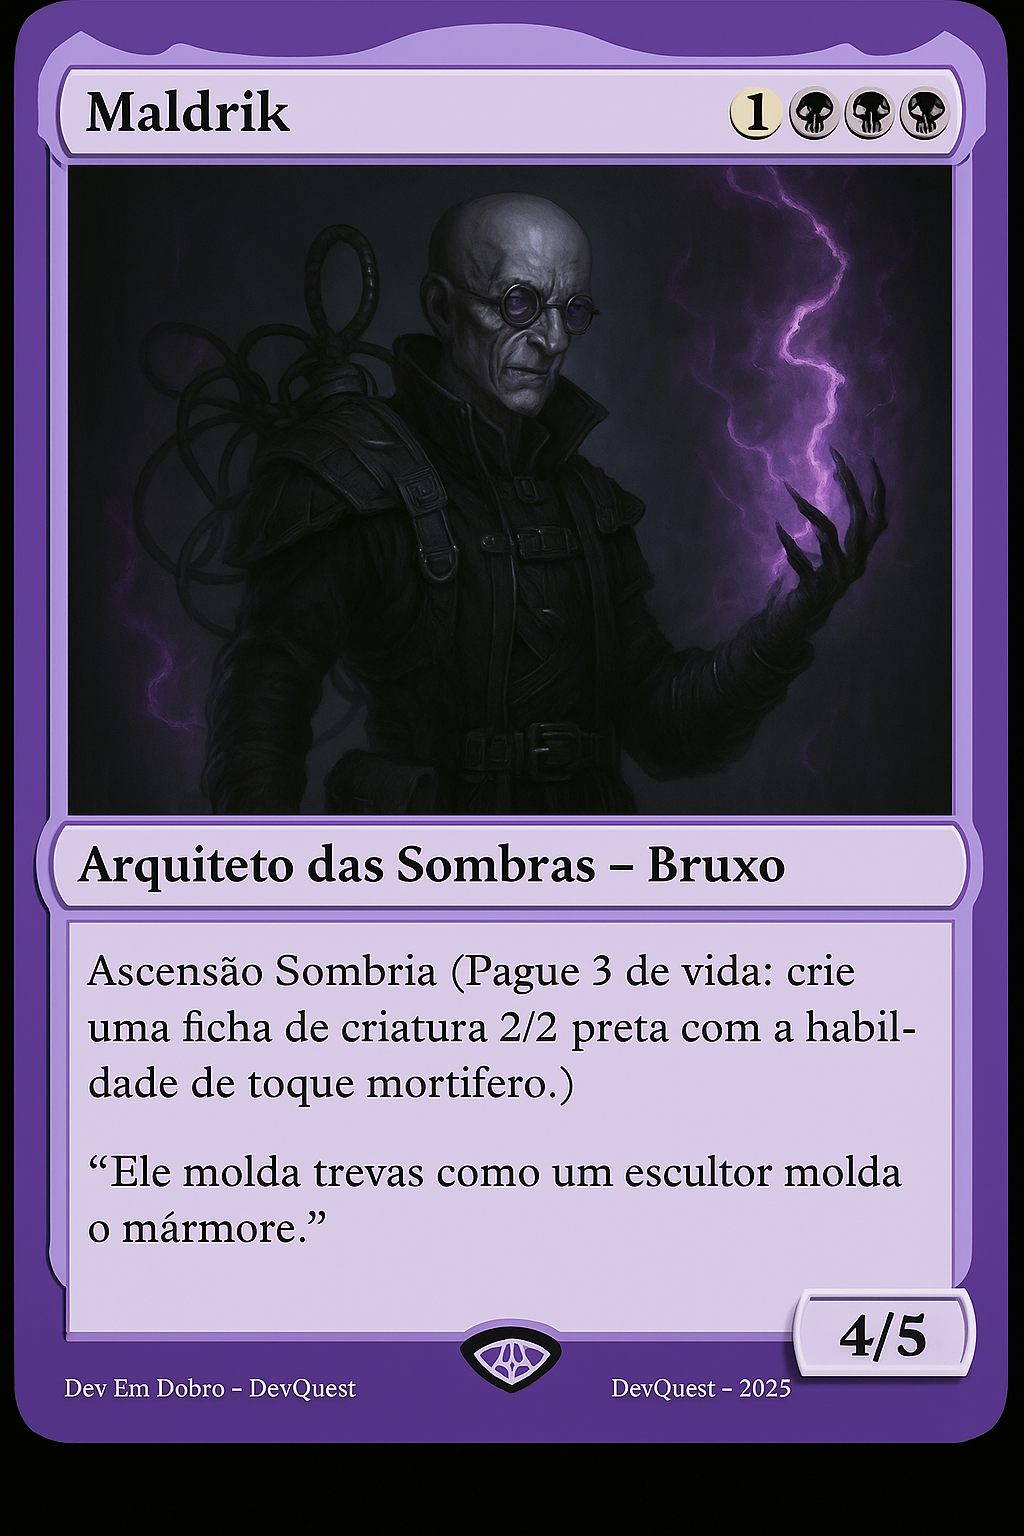 Maldrik 1
Arquiteto das Sombras – Bruxo
Ascensão Sombria (Pague 3 de vida: crie
uma ficha de criatura 2/2 preta com a habil-
dade de toque mortifero.)
“Ele molda trevas como um escultor molda
o mármore.”
4/5
Dev Em Dobro – DevQuest
DevQuest – 2025